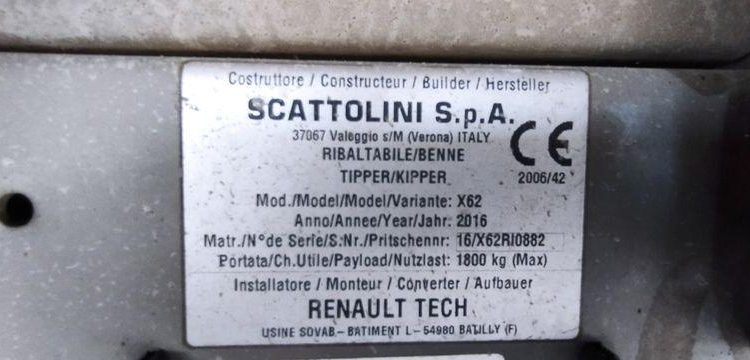 Costruttore / Constructeur / Builder / Hersteller
SCATTOLINI S.p.A.
37067 Valeggio s/M (Verona) ITALY
RIBALTABILE/BENNE
TIPPER/KIPPER
CE
2006/42
Mod./Model/Model/Variante: X62
Anno/Annee/Year/Jahr: 2016
Matr./N°de Serie/S.Nr./Pritschennr: 16/X62RI0882
Portata/Ch.Utile/Payload/Nutzlast: 1800 kg (Max)
Installatore / Monteur / Converter / Aufbauer
RENAULT TECH
USINE SOVAB - BATIMENT L - 54980 BATILLY (F)